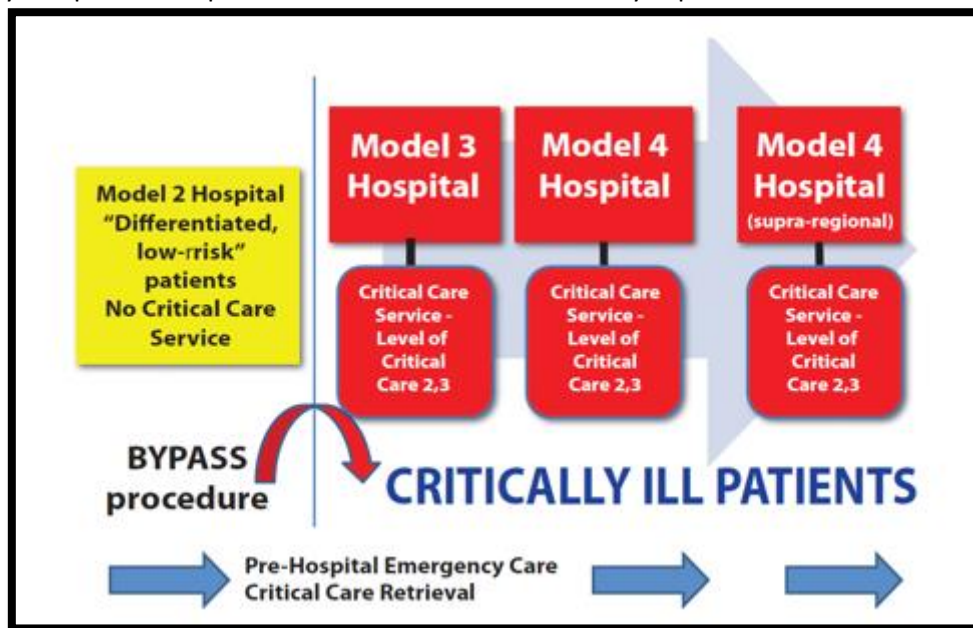 Model 2 Hospital
"Differentiated,
low-rrisk"
patients
No Critical Care
Service
Model 3
Hospital
Model 4
Hospital
Model 4
Hospital
(supra-regional)
Critical Care
Service -
Level of
Critical
Care 2,3
Critical Care
Service -
Level of
Critical
Care 2,3
Critical Care
Service -
Level of
Critical
Care 2,3
BYPASS
procedure
CRITICALLY ILL PATIENTS
Pre-Hospital Emergency Care
Critical Care Retrieval